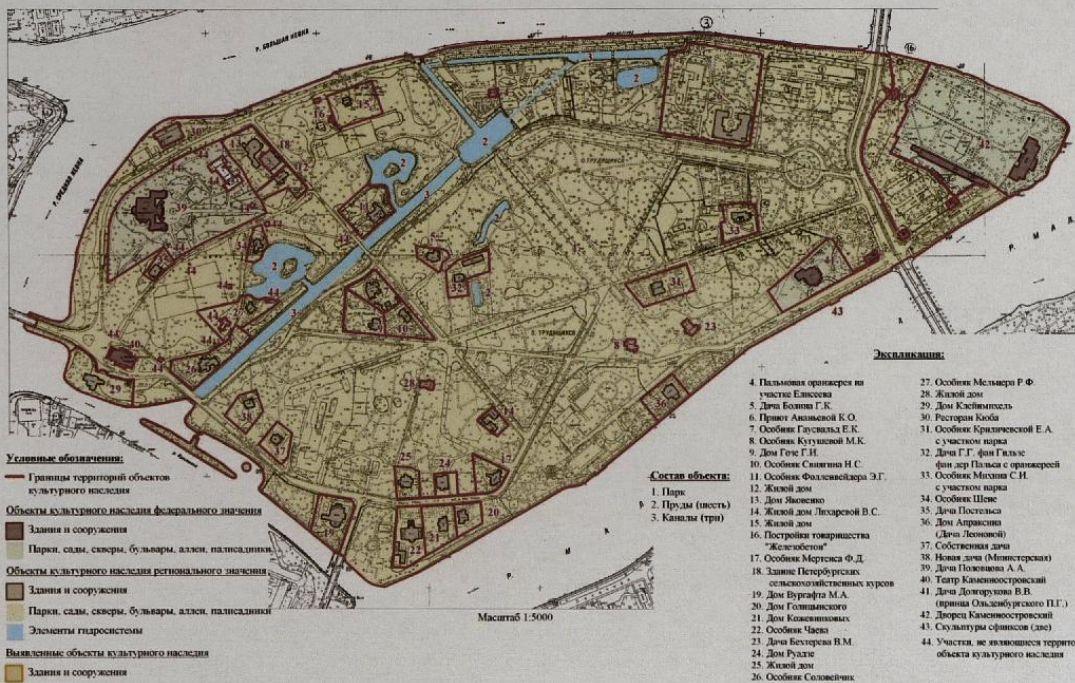 Р. БОЛЬШАЯ НЕВКА
Р. СРЕДНЯЯ НЕВКА
О. ТРУДЯЩИХСЯ
О. ТРУДЯЩИХСЯ
Условные обозначения:
Границы территорий объектов
культурного наследия
Объекты культурного наследия федерального значения
Здания и сооружения
Парки, сады, скверы, бульвары, аллеи, палисадники
Объекты культурного наследия регионального значения
Здания и сооружения
Парки, сады, скверы, бульвары, аллеи, палисадники
Элементы гидросистемы
Выявленные объекты культурного наследия
Здания и сооружения
Масштаб 1:5000
Состав объекта:
1. Парк
2. Пруды (шесть)
3. Каналы (три)
Экспликация:
4. Пальмовая оранжерея на
участке Елисеева
5. Дача Болина Г.К.
6. Приют Ананьевой К.О.
7. Особняк Гаусвальд Е.К.
8. Особняк Кугушевой М.К.
9. Дом Гозе Г.И.
10. Особняк Свиягина Н.С.
11. Особняк Фолленвейдера Э.Г.
12. Жилой дом
13. Дом Яковенко
14. Жилой дом Лихаревой В.С.
15. Жилой дом
16. Постройки товарищества
"Железобетон"
17. Особняк Мертенса Ф.Д.
18. Здание Петербургских
сельскохозяйственных курсов
19. Дом Вургафта М.А.
20. Дом Голицынского
21. Дом Кожевниковых
22. Особняк Чаева
23. Дача Бехтерева В.М.
24. Дом Руадзе
25. Жилой дом
26. Особняк Соловейчик
27. Особняк Мельцера Р.Ф.
28. Жилой дом
29. Дом Клейнмихель
30. Ресторан Кюба
31. Особняк Кричевской Е.А.
с участком парка
32. Дача Г.Г. фан Гильзе
фан дер Пальса с оранжереей
33. Особняк Михина С.И.
с участком парка
34. Особняк Шене
35. Дача Постельса
36. Дом Апраксина
(Дача Леоновой)
37. Собственная дача
38. Новая дача (Министерская)
39. Дача Половцова А.А.
40. Театр Каменноостровский
41. Дача Долгорукова В.В.
(принца Ольденбургского П.Г.)
42. Дворец Каменноостровский
43. Скульптуры сфинксов (две)
44. Участки, не являющиеся террито
объекта культурного наследия